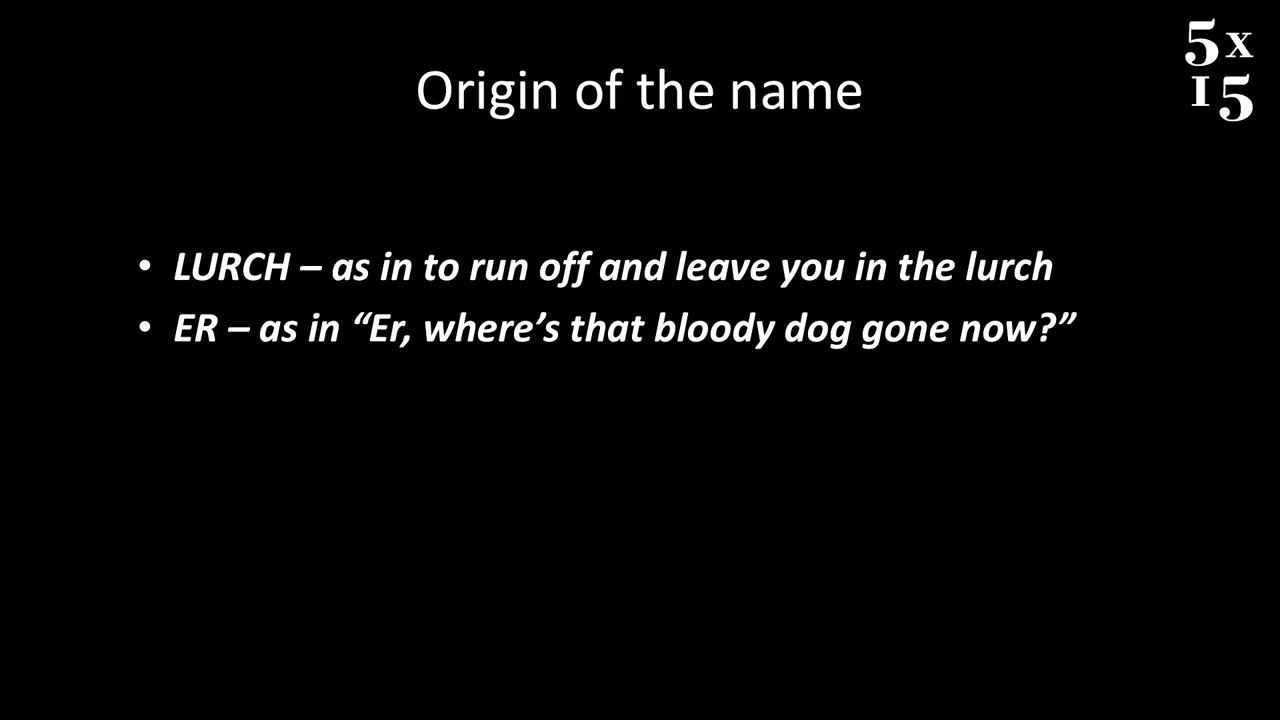 5x
15
Origin of the name
• LURCH – as in to run off and leave you in the lurch
• ER – as in “Er, where’s that bloody dog gone now?”